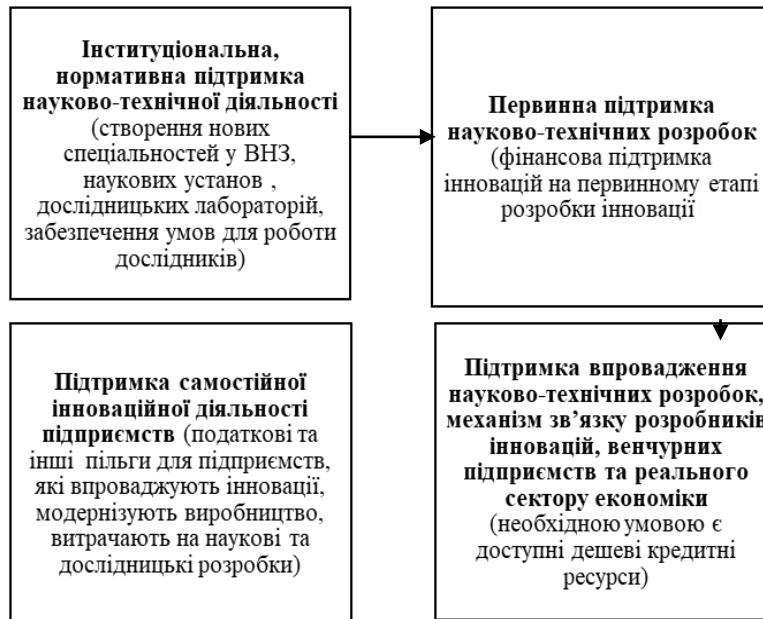 Інституціональна,
нормативна підтримка
науково-технічної діяльності
(створення нових
спеціальностей у ВНЗ,
наукових установ ,
дослідницьких лабораторій,
забезпечення умов для роботи
дослідників)
Первинна підтримка
науково-технічних розробок
(фінансова підтримка
інновацій на первинному етапі
розробки інновації
Підтримка самостійної
інноваційної діяльності
підприємств (податкові та
інші пільги для підприємств,
які впроваджують інновації,
модернізують виробництво,
витрачають на наукові та
дослідницькі розробки)
Підтримка впровадження
науково-технічних розробок,
механізм зв’язку розробників
інновацій, венчурних
підприємств та реального
сектору економіки
(необхідною умовою є
доступні дешеві кредитні
ресурси)